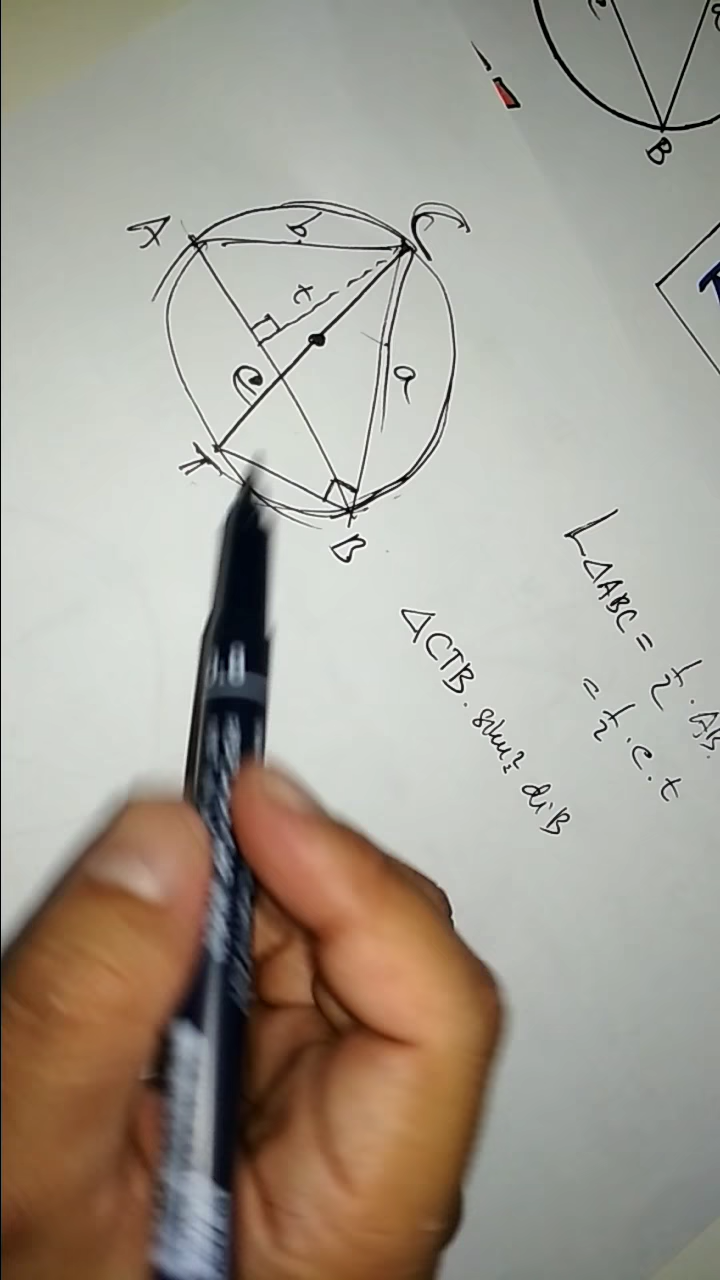 B
A
b
C
t
c
a
T
B
L△ABC = 1/2 . AB.
= 1/2 . c . t
△CTB . siku² di B